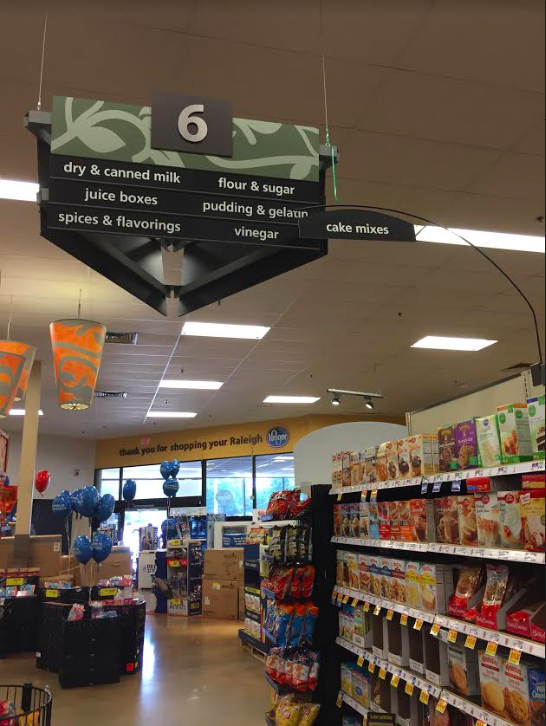 6
dry & canned milk
flour & sugar
juice boxes
pudding & gelatin
spices & flavorings
vinegar
cake mixes
thank you for shopping your Raleigh Kroger